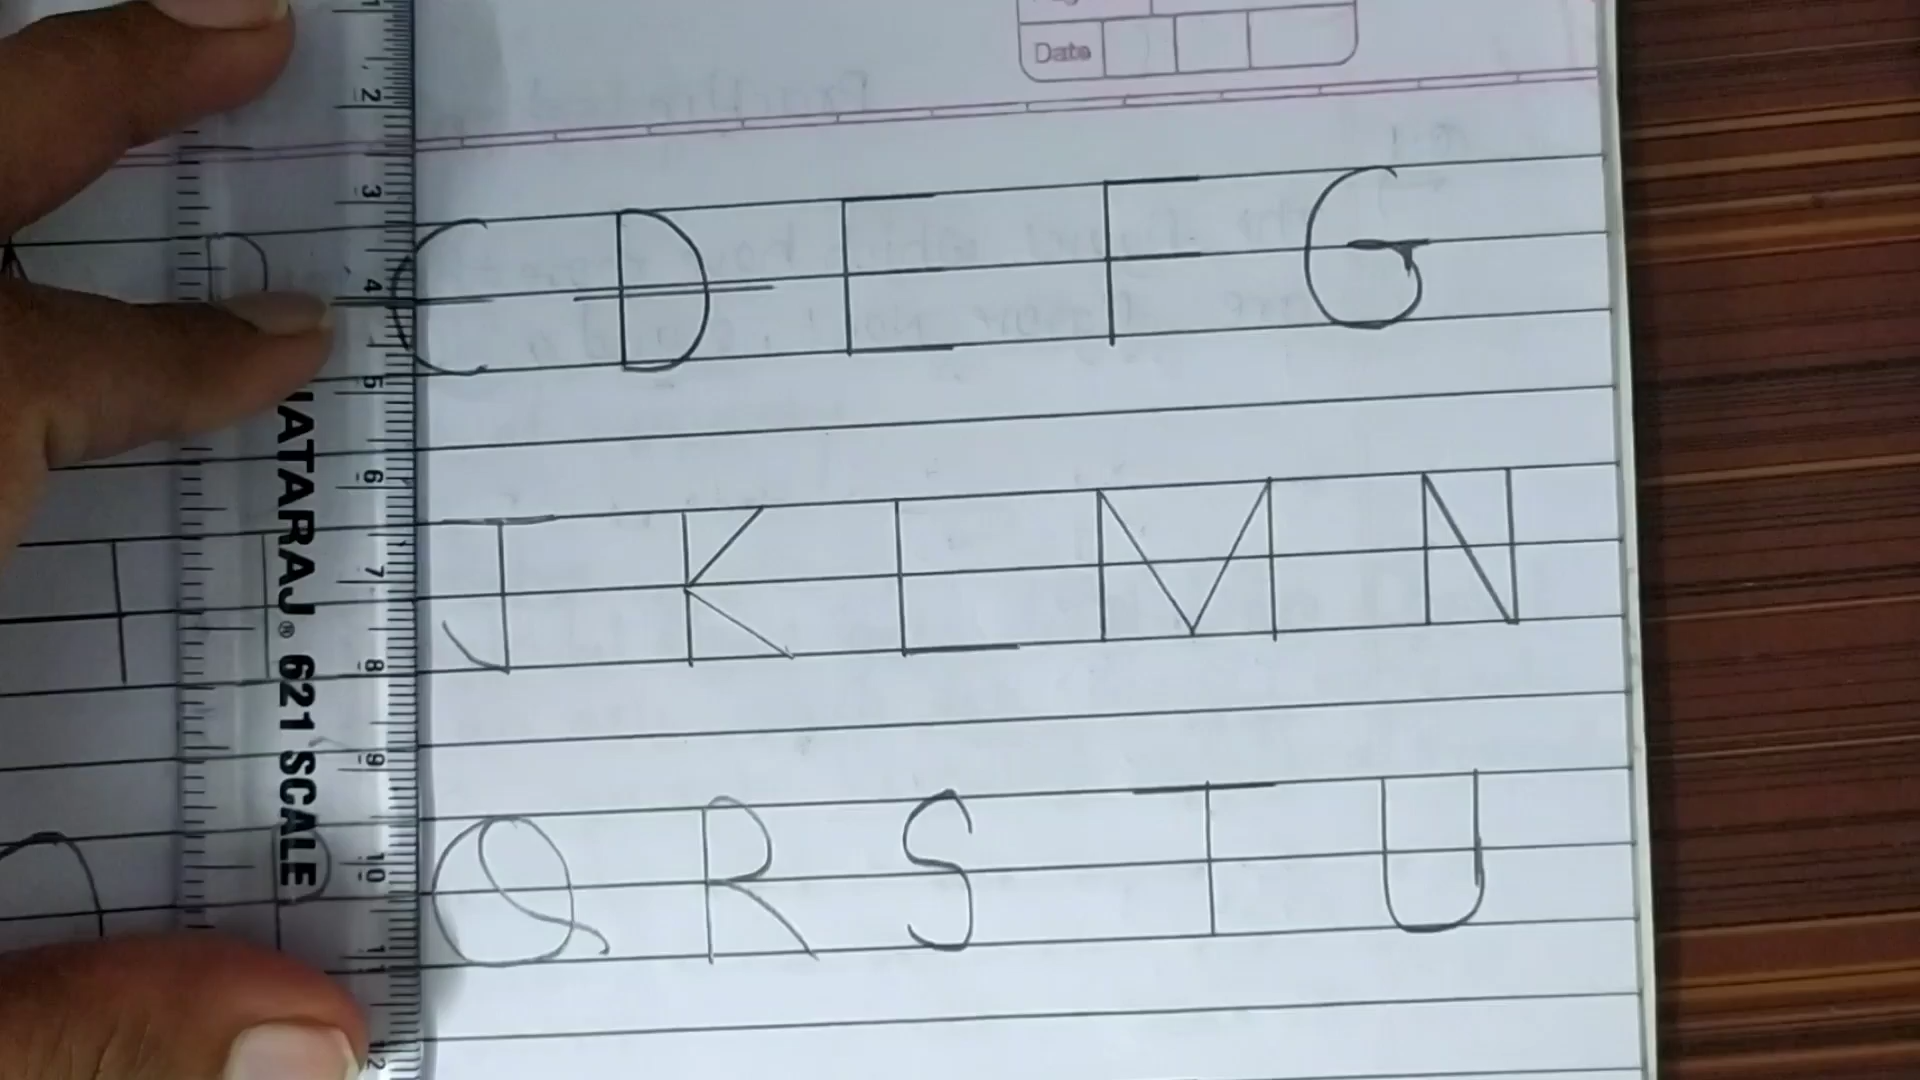 Date
A B C D E F G
H I J K L M N
O P Q R S T U
NATARAJ® 621 SCALE
1 2 3 4 5 6 7 8 9 10 11 12